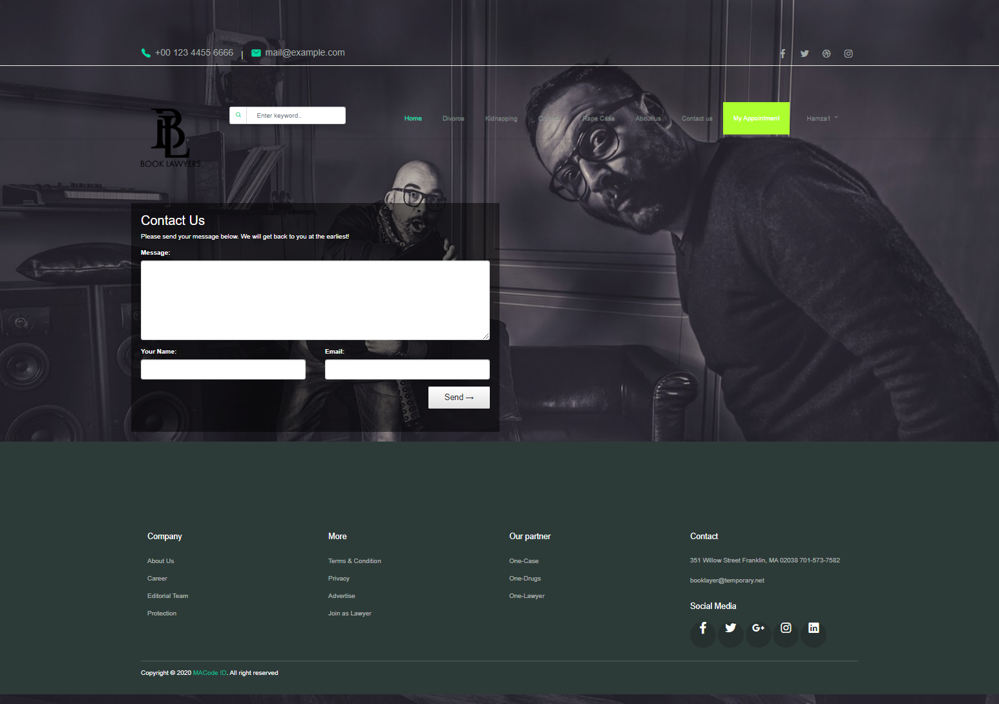 +00 123 4455 6666 | mail@example.com
BL
BOOK LAWYERS
Enter keyword..
Home Divorce Kidnapping Rape Case About us Contact us My Appointment Hamza1
Contact Us
Please send your message below. We will get back to you at the earliest!
Message:
Your Name: Email:
Send →
Company
About Us
Career
Editorial Team
Protection
More
Terms & Condition
Privacy
Advertise
Join as Lawyer
Our partner
One-Case
One-Drugs
One-Lawyer
Contact
351 Willow Street Franklin, MA 02038 701-573-7582
booklayer@temporary.net
Social Media
Copyright © 2020 MACode ID. All right reserved